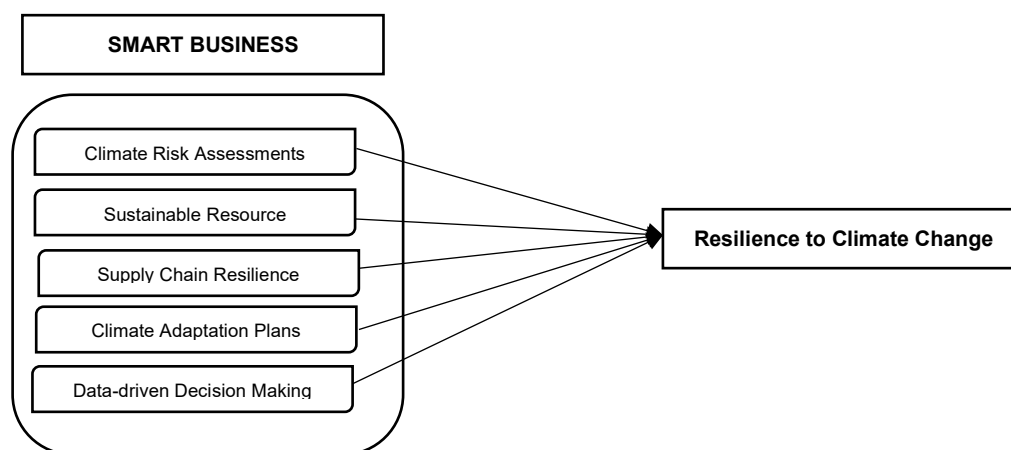 SMART BUSINESS
Climate Risk Assessments
Sustainable Resource
Supply Chain Resilience
Climate Adaptation Plans
Data-driven Decision Making
Resilience to Climate Change